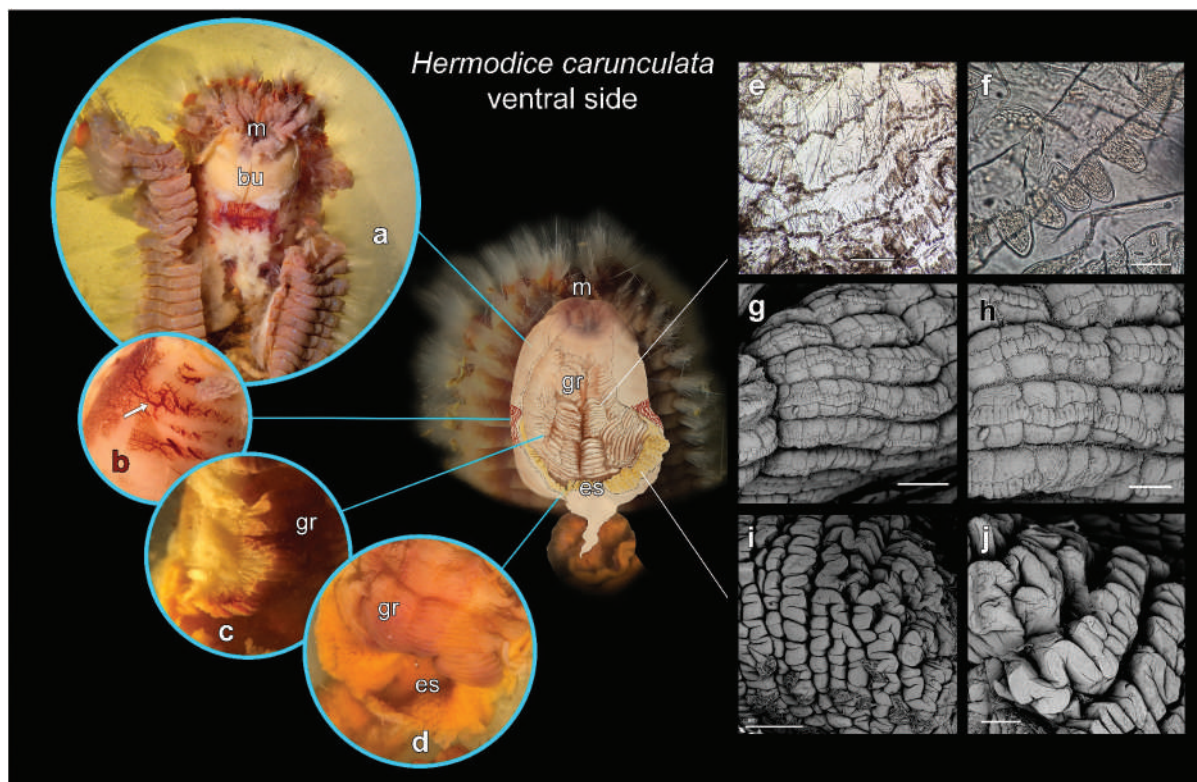 Hermodice carunculata
ventral side
m
bu
a
b
gr
c
gr
es
d
m
gr
es
e
f
g
h
i
j